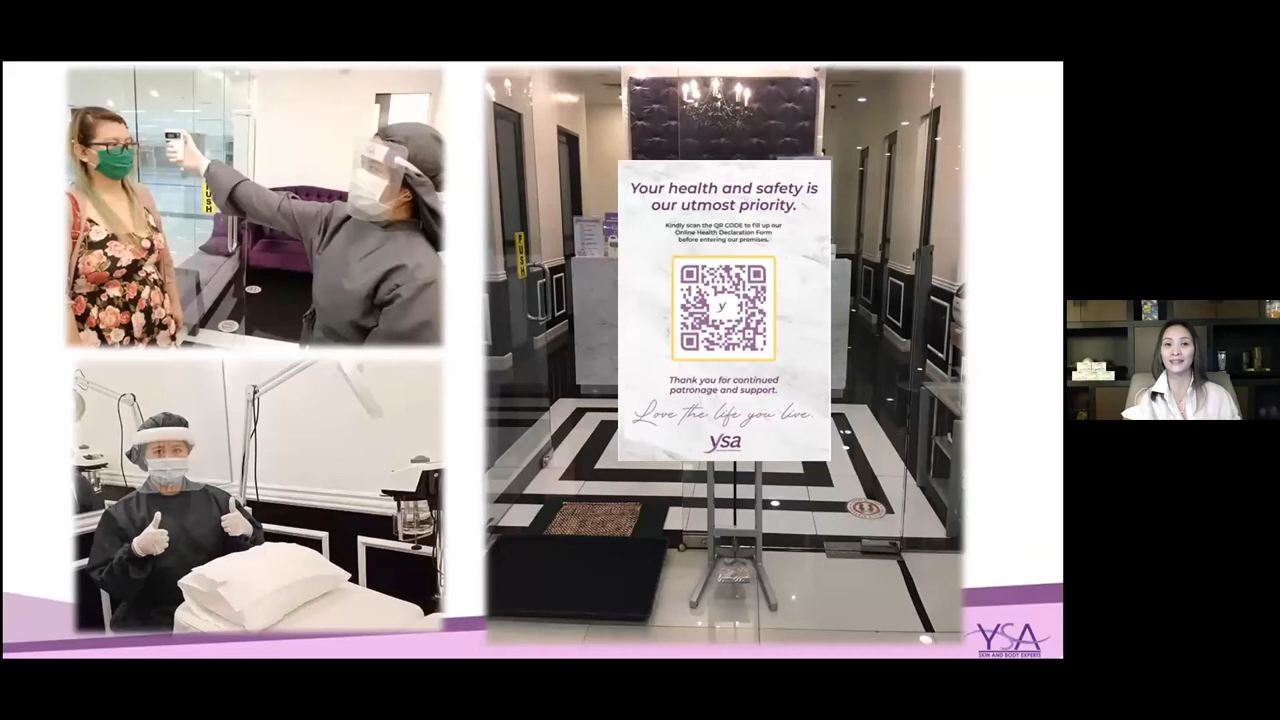 PUSH
PUSH
Your health and safety is
our utmost priority.
Kindly scan the QR CODE to fill up our
Online Health Declaration Form
before entering our premises.
y
Thank you for continued
patronage and support.
Love the life you live.
ysa
YSA
SKIN AND BODY EXPERTS